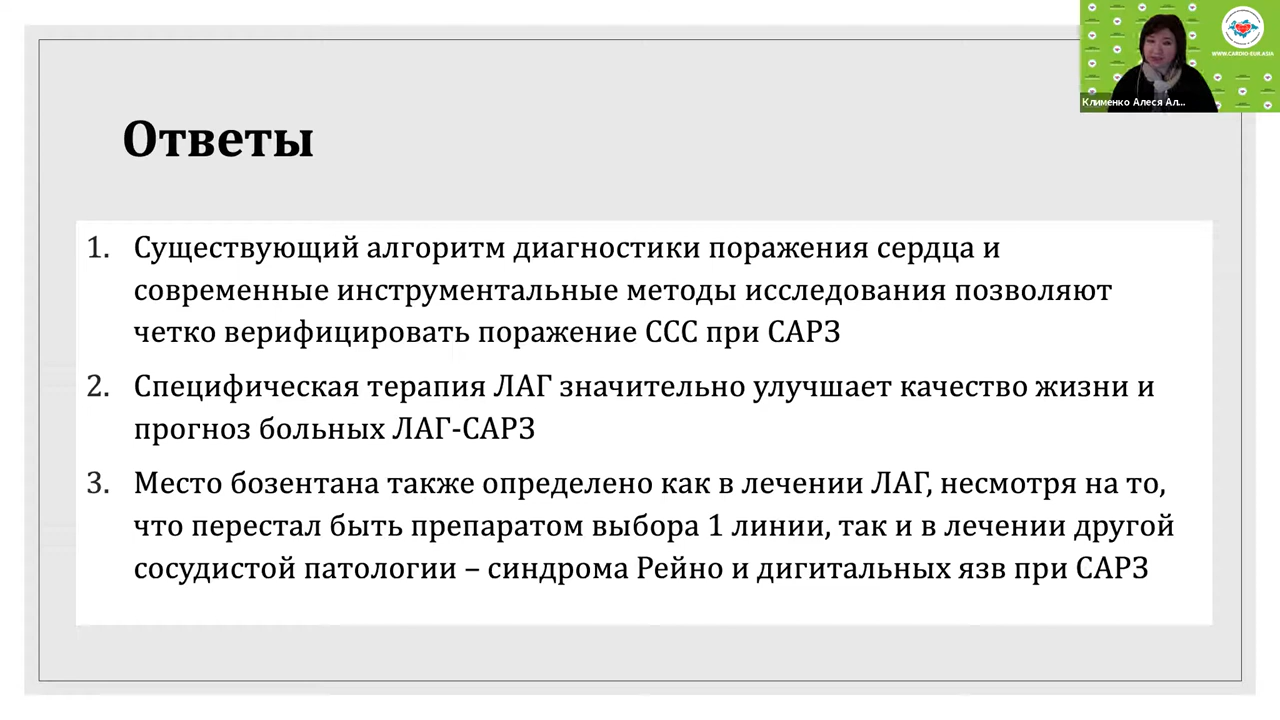 WWW.CARDIO-EUR.ASIA
Клименко Алеся Ал...
Ответы
1. Существующий алгоритм диагностики поражения сердца и
современные инструментальные методы исследования позволяют
четко верифицировать поражение ССС при САРЗ
2. Специфическая терапия ЛАГ значительно улучшает качество жизни и
прогноз больных ЛАГ-САРЗ
3. Место бозентана также определено как в лечении ЛАГ, несмотря на то,
что перестал быть препаратом выбора 1 линии, так и в лечении другой
сосудистой патологии – синдрома Рейно и дигитальных язв при САРЗ